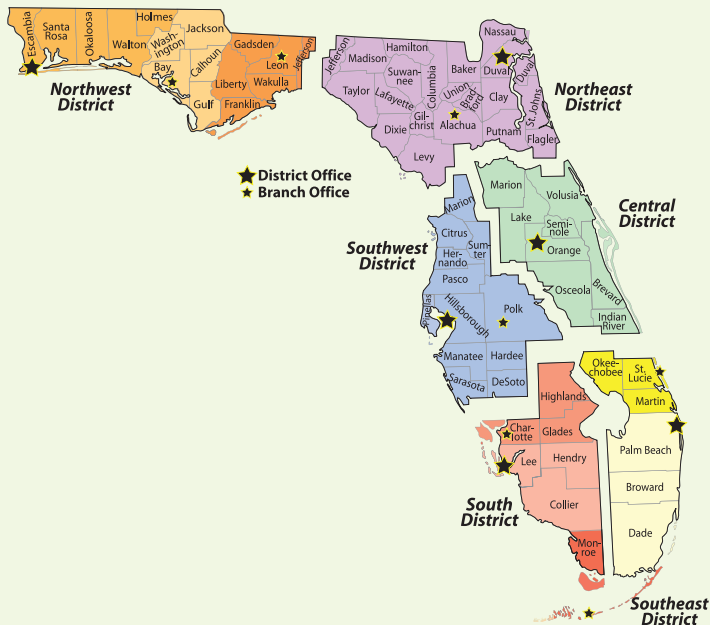 Escambia
Santa
Rosa
Okaloosa
Holmes
Walton
Wash-
ington
Jackson
Bay
Calhoun
Gulf
Gadsden
Leon
Jefferson
Liberty
Wakulla
Franklin
Northwest
District
Jefferson
Madison
Hamilton
Taylor
Suwan-
nee
Lafayette
Columbia
Baker
Nassau
Duval
Duval
Union
Brad-
ford
Clay
St. Johns
Dixie
Gil-
christ
Alachua
Putnam
Flagler
Levy
Northeast
District
District Office
Branch Office
Marion
Volusia
Lake
Semi-
nole
Orange
Osceola
Brevard
Indian
River
Central
District
Marion
Citrus
Sum-
ter
Her-
nando
Pasco
Pinellas
Hillsborough
Polk
Manatee
Hardee
Sarasota
DeSoto
Southwest
District
Highlands
Char-
lotte
Glades
Lee
Hendry
Collier
Mon-
roe
South
District
Okee-
chobee
St.
Lucie
Martin
Palm Beach
Broward
Dade
Southeast
District